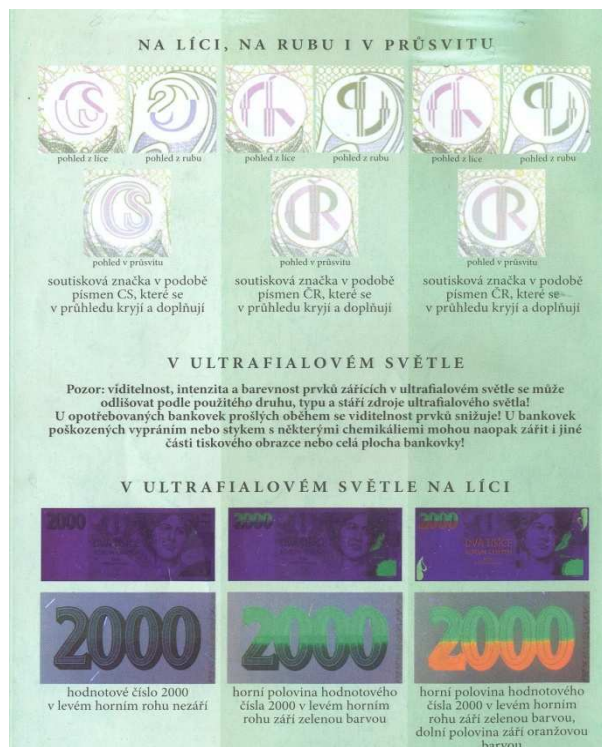 NA LÍCI, NA RUBU I V PRŮSVITU
pohled z líce pohled z rubu pohled z líce pohled z rubu pohled z líce pohled z rubu
pohled v průsvitu pohled v průsvitu pohled v průsvitu
soutisková značka v podobě
písmen CS, které se
v průhledu kryjí a doplňují
soutisková značka v podobě
písmen ČR, které se
v průhledu kryjí a doplňují
soutisková značka v podobě
písmen ČR, které se
v průhledu kryjí a doplňují
V ULTRAFIALOVÉM SVĚTLE
Pozor: viditelnost, intenzita a barevnost prvků zářících v ultrafialovém světle se může
odlišovat podle použitého druhu, typu a stáří zdroje ultrafialového světla!
U opotřebovaných bankovek prošlých oběhem se viditelnost prvků snižuje! U bankovek
poškozených vypráním nebo stykem s některými chemikáliemi mohou naopak zářit i jiné
části tiskového obrazce nebo celá plocha bankovky!
V ULTRAFIALOVÉM SVĚTLE NA LÍCI
2000 2000 2000
DVA TISÍCE
2000 2000 2000
hodnotové číslo 2000
v levém horním rohu nezáří
horní polovina hodnotového
čísla 2000 v levém horním
rohu září zelenou barvou
horní polovina hodnotového
čísla 2000 v levém horním
rohu září zelenou barvou,
dolní polovina září oranžovou
barvou